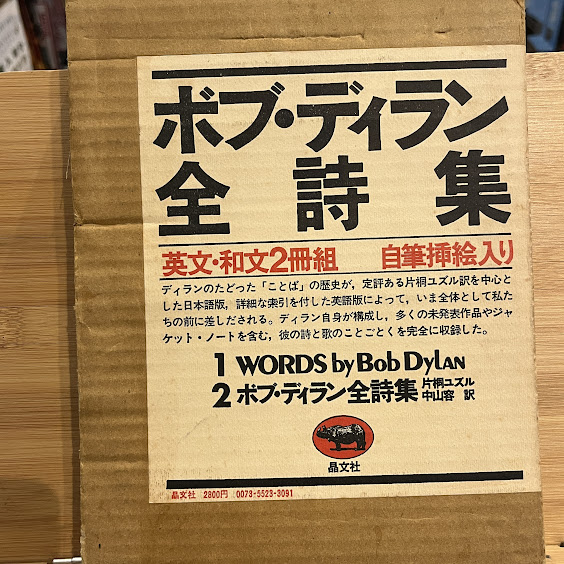 ボブ・ディラン
全詩集
英文・和文2冊組　自筆挿絵入り
ディランのたどった「ことば」の歴史が，定評ある片桐ユズル訳を中心と
した日本語版，詳細な索引を付した英語版によって，いま全体として私た
ちの前に差しだされる。ディラン自身が構成し，多くの未発表作品やジャ
ケット・ノートを含む，彼の詩と歌のことごとくを完全に収録した。
1 WORDS by Bob Dylan
2 ボブ・ディラン全詩集 片桐ユズル
中山容　訳
晶文社
晶文社　2800円　0073-5523-3091